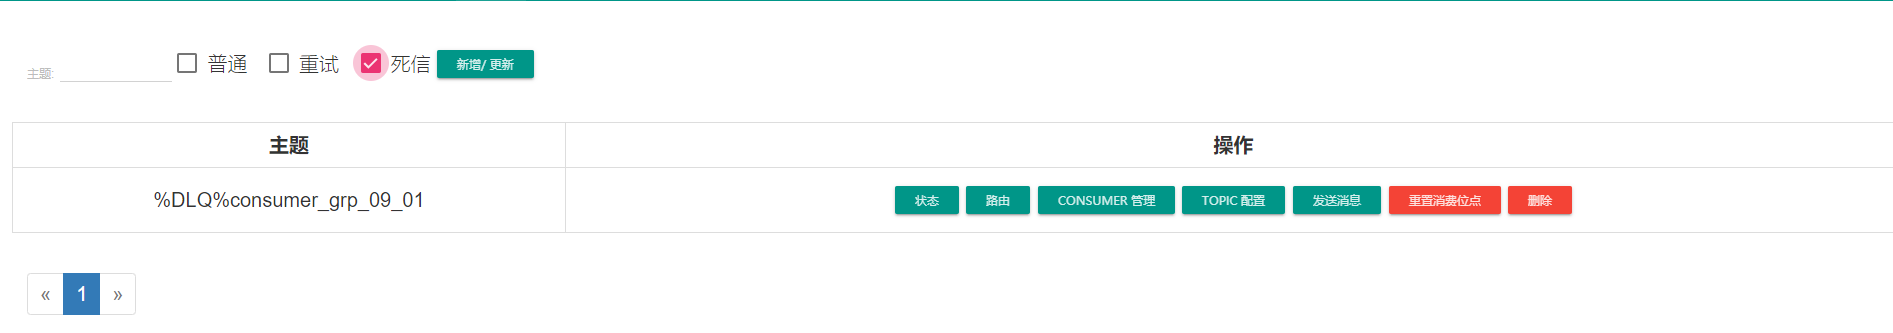 主题: 普通 重试 死信 新增/ 更新
主题 操作
%DLQ%consumer_grp_09_01 状态 路由 CONSUMER 管理 TOPIC 配置 发送消息 重置消费位点 删除
« 1 »